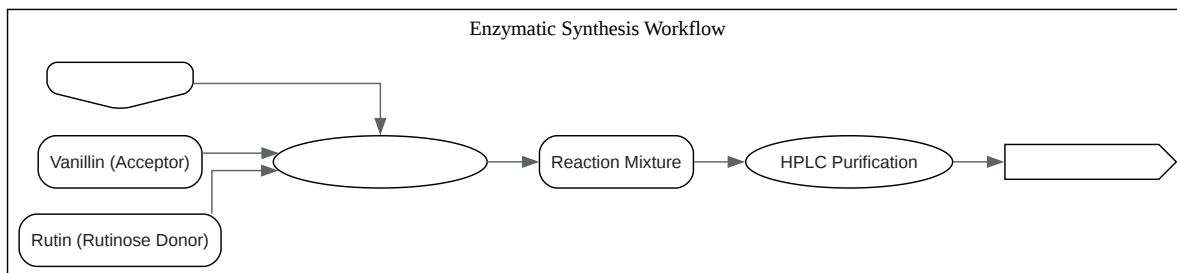 Enzymatic Synthesis Workflow
Vanillin (Acceptor)
Reaction Mixture
HPLC Purification
Rutin (Rutinose Donor)